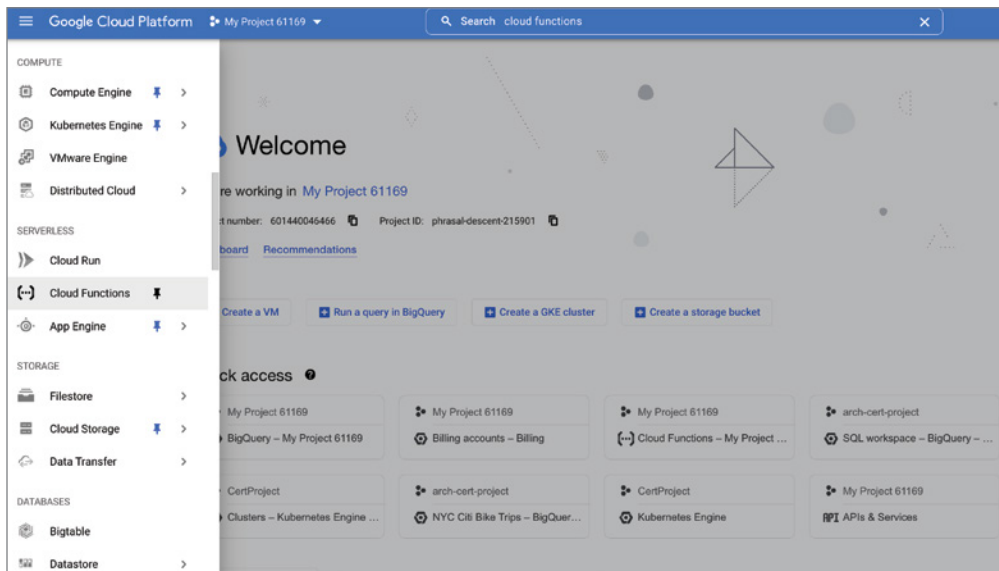 Google Cloud Platform My Project 61169 Search cloud functions
COMPUTE
Compute Engine
Kubernetes Engine
VMware Engine
Distributed Cloud
SERVERLESS
Cloud Run
Cloud Functions
App Engine
STORAGE
Filestore
Cloud Storage
Data Transfer
DATABASES
Bigtable
Datastore
Welcome
re working in My Project 61169
t number: 601440046466 Project ID: phrasal-descent-215901
board Recommendations
Create a VM Run a query in BigQuery Create a GKE cluster Create a storage bucket
ck access
My Project 61169 My Project 61169 My Project 61169 arch-cert-project
BigQuery – My Project 61169 Billing accounts – Billing Cloud Functions – My Project ... SQL workspace – BigQuery – ...
CertProject arch-cert-project CertProject My Project 61169
Clusters – Kubernetes Engine ... NYC Citi Bike Trips – BigQuer... Kubernetes Engine API APIs & Services